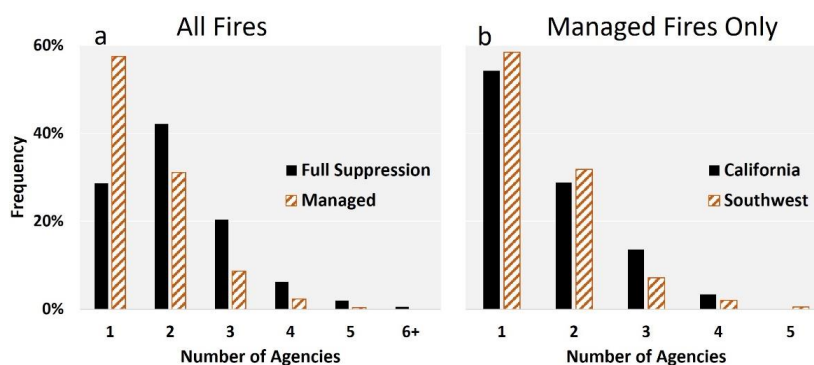 a All Fires
60%
40%
20%
0%
Frequency
Full Suppression
Managed
1 2 3 4 5 6+
Number of Agencies
b Managed Fires Only
California
Southwest
1 2 3 4 5
Number of Agencies